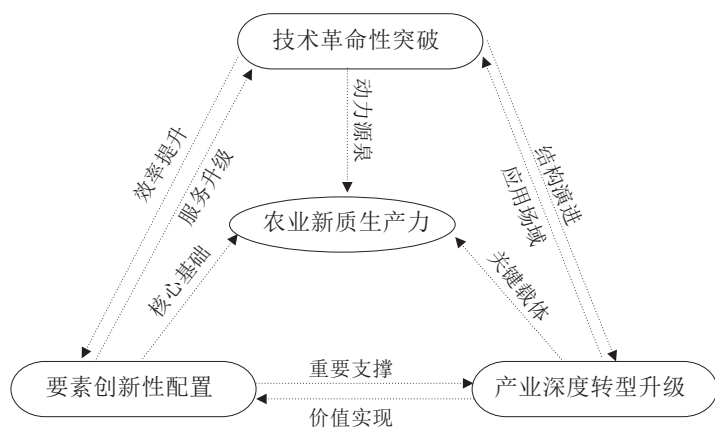 技术革命性突破
动力源泉
效率提升
服务升级
结构演进
应用场域
农业新质生产力
核心基础
关键载体
要素创新性配置
重要支撑
价值实现
产业深度转型升级